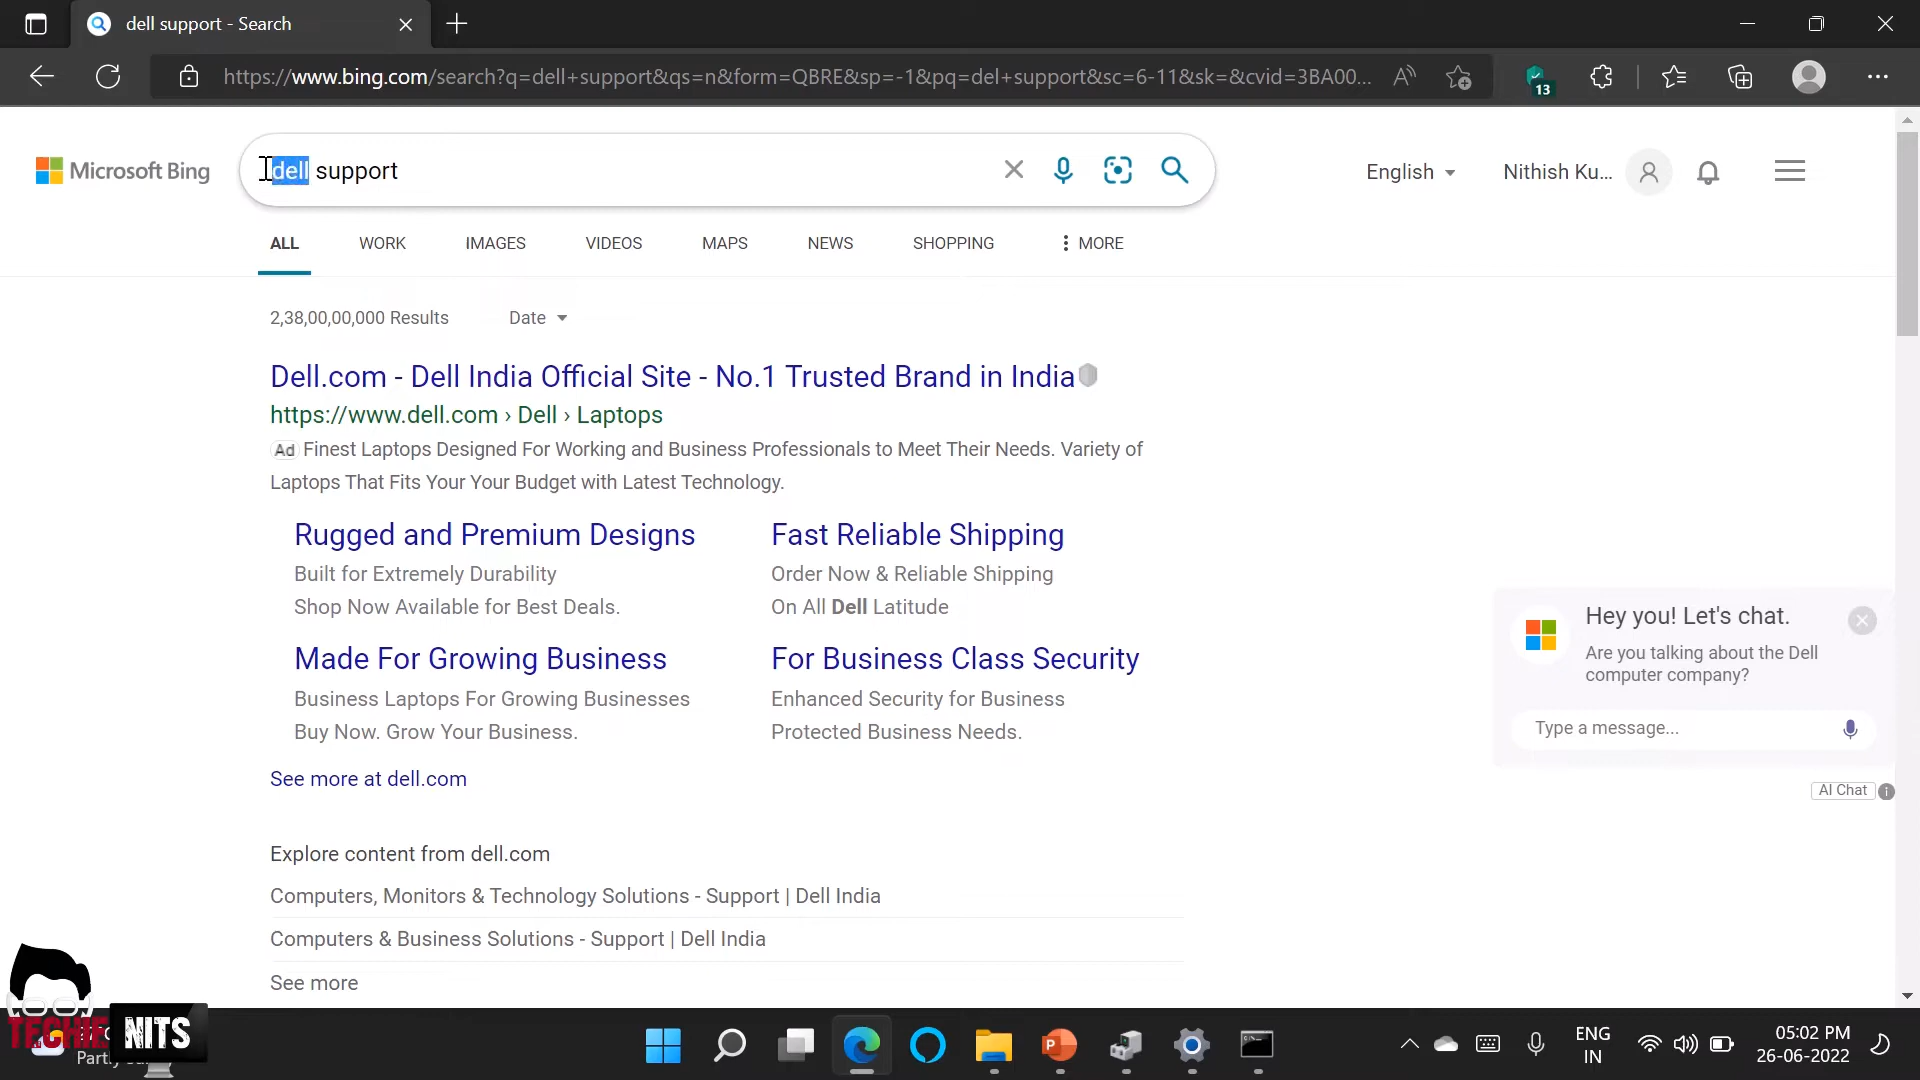 dell support - Search
https://www.bing.com/search?q=dell+support&qs=n&form=QBRE&sp=-1&pq=del+support&sc=6-11&sk=&cvid=3BA00...
13
Microsoft Bing
dell support
English
Nithish Ku...
ALL
WORK
IMAGES
VIDEOS
MAPS
NEWS
SHOPPING
MORE
2,38,00,00,000 Results
Date
Dell.com - Dell India Official Site - No.1 Trusted Brand in India
https://www.dell.com › Dell › Laptops
Ad Finest Laptops Designed For Working and Business Professionals to Meet Their Needs. Variety of
Laptops That Fits Your Your Budget with Latest Technology.
Rugged and Premium Designs
Built for Extremely Durability
Shop Now Available for Best Deals.
Fast Reliable Shipping
Order Now & Reliable Shipping
On All Dell Latitude
Made For Growing Business
Business Laptops For Growing Businesses
Buy Now. Grow Your Business.
For Business Class Security
Enhanced Security for Business
Protected Business Needs.
See more at dell.com
Explore content from dell.com
Computers, Monitors & Technology Solutions - Support | Dell India
Computers & Business Solutions - Support | Dell India
See more
Hey you! Let's chat.
Are you talking about the Dell
computer company?
Type a message...
AI Chat
TECHIE NITS
ENG
IN
05:02 PM
26-06-2022